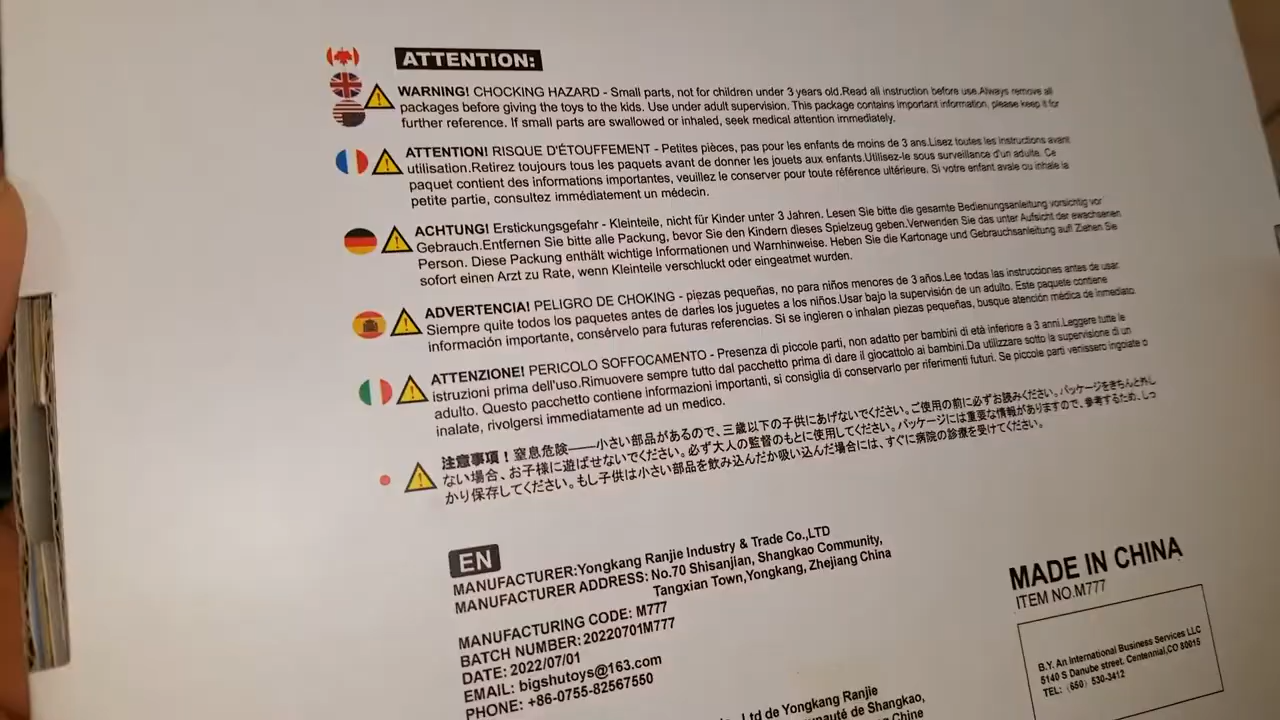 ATTENTION:
WARNING! CHOCKING HAZARD - Small parts, not for children under 3 years old.Read all instruction before use.Always remove all
packages before giving the toys to the kids. Use under adult supervision. This package contains important information, please keep it for
further reference. If small parts are swallowed or inhaled, seek medical attention immediately.
ATTENTION! RISQUE D'ÉTOUFFEMENT - Petites pièces, pas pour les enfants de moins de 3 ans.Lisez toutes les instructions avant
utilisation.Retirez toujours tous les paquets avant de donner les jouets aux enfants.Utilisez-le sous surveillance d'un adulte. Ce
paquet contient des informations importantes, veuillez le conserver pour toute référence ultérieure. Si votre enfant avale ou inhale la
petite partie, consultez immédiatement un médecin.
ACHTUNG! Erstickungsgefahr - Kleinteile, nicht für Kinder unter 3 Jahren. Lesen Sie bitte die gesamte Bedienungsanleitung vorsichtig vor
Gebrauch.Entfernen Sie bitte alle Packung, bevor Sie den Kindern dieses Spielzeug geben.Verwenden Sie das unter Aufsicht der erwachsenen
Person. Diese Packung enthält wichtige Informationen und Warnhinweise. Heben Sie die Kartonage und Gebrauchsanleitung auf! Ziehen Sie
sofort einen Arzt zu Rate, wenn Kleinteile verschluckt oder eingeatmet wurden.
ADVERTENCIA! PELIGRO DE CHOKING - piezas pequeñas, no para niños menores de 3 años.Lee todas las instrucciones antes de usar.
Siempre quite todos los paquetes antes de darles los juguetes a los niños.Usar bajo la supervisión de un adulto. Este paquete contiene
información importante, consérvelo para futuras referencias. Si se ingieren o inhalan piezas pequeñas, busque atención médica de inmediato.
ATTENZIONE! PERICOLO SOFFOCAMENTO - Presenza di piccole parti, non adatto per bambini di età inferiore a 3 anni.Leggere tutte le
istruzioni prima dell'uso.Rimuovere sempre tutto dal pacchetto prima di dare il giocattolo ai bambini.Da utilizzare sotto la supervisione di un
adulto. Questo pacchetto contiene informazioni importanti, si consiglia di conservarlo per riferimenti futuri. Se piccole parti venissero ingoiate o
inalate, rivolgersi immediatamente ad un medico.
注意事項！窒息危険——小さい部品があるので、三歳以下の子供にあげないでください。ご使用の前に必ずお読みください。パッケージをきちんと外し
ない場合、お子様に遊ばせないでください。必ず大人の監督のもとに使用してください。パッケージには重要な情報がありますので、参考するため、しっ
かり保存してください。もし子供は小さい部品を飲み込んだか吸い込んだ場合には、すぐに病院の診療を受けてください。
EN
MANUFACTURER:Yongkang Ranjie Industry & Trade Co.,LTD
MANUFACTURER ADDRESS: No.70 Shisanjian, Shangkao Community,
Tangxian Town,Yongkang, Zhejiang China
MANUFACTURING CODE: M777
BATCH NUMBER: 20220701M777
DATE: 2022/07/01
EMAIL: bigshutoys@163.com
PHONE: +86-0755-82567550
MADE IN CHINA
ITEM NO.M777
B.Y. An International Business Services LLC
5140 S Danube street. Centennial,CO 80015
TEL: (650) 530-3412
Ltd de Yongkang Ranjie
de Shangkao,
Chine